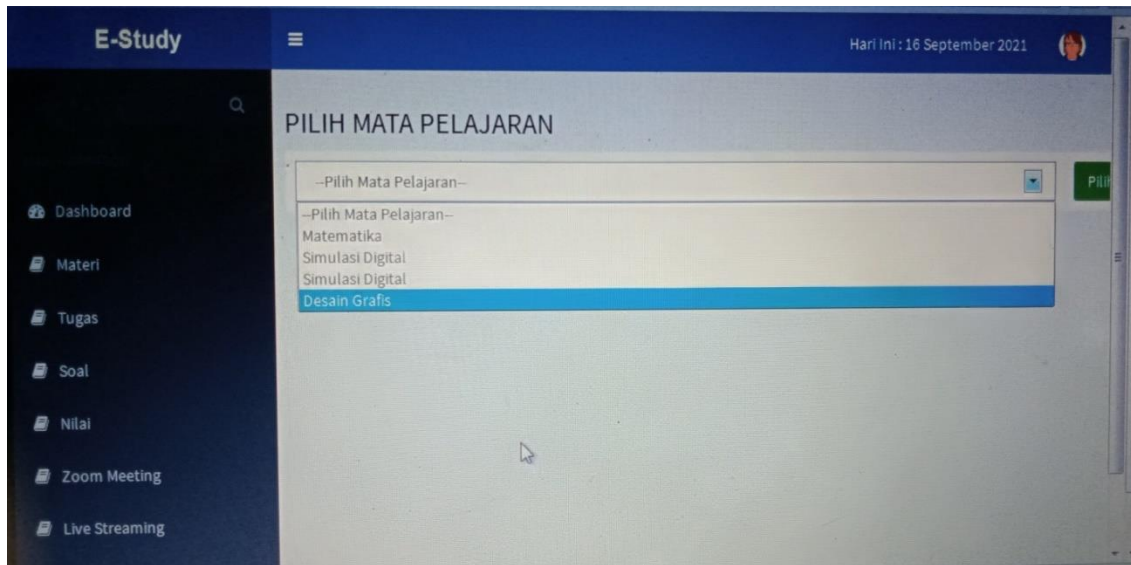 E-Study
Hari Ini : 16 September 2021
PILIH MATA PELAJARAN
--Pilih Mata Pelajaran--
Pilih
--Pilih Mata Pelajaran--
Matematika
Simulasi Digital
Simulasi Digital
Desain Grafis
Dashboard
Materi
Tugas
Soal
Nilai
Zoom Meeting
Live Streaming